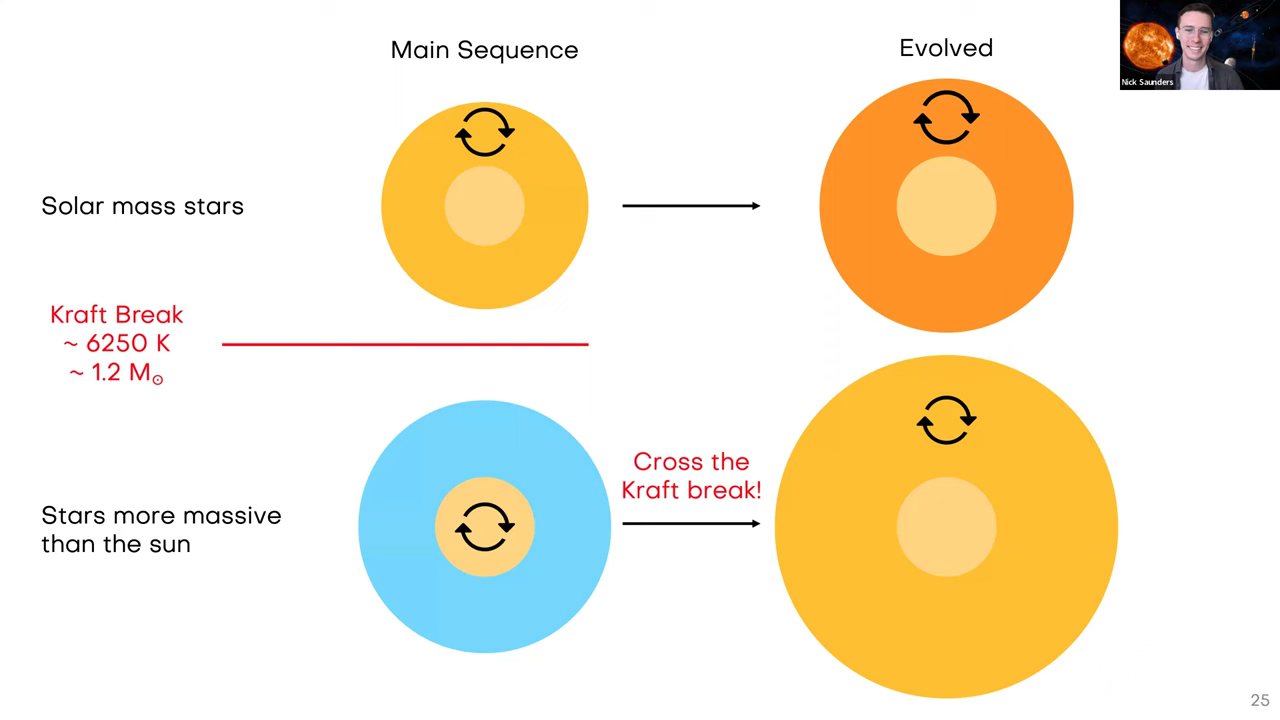 Main Sequence
Evolved
Nick Saunders
Solar mass stars
Kraft Break
~ 6250 K
~ 1.2 M☉
Cross the
Kraft break!
Stars more massive
than the sun
25